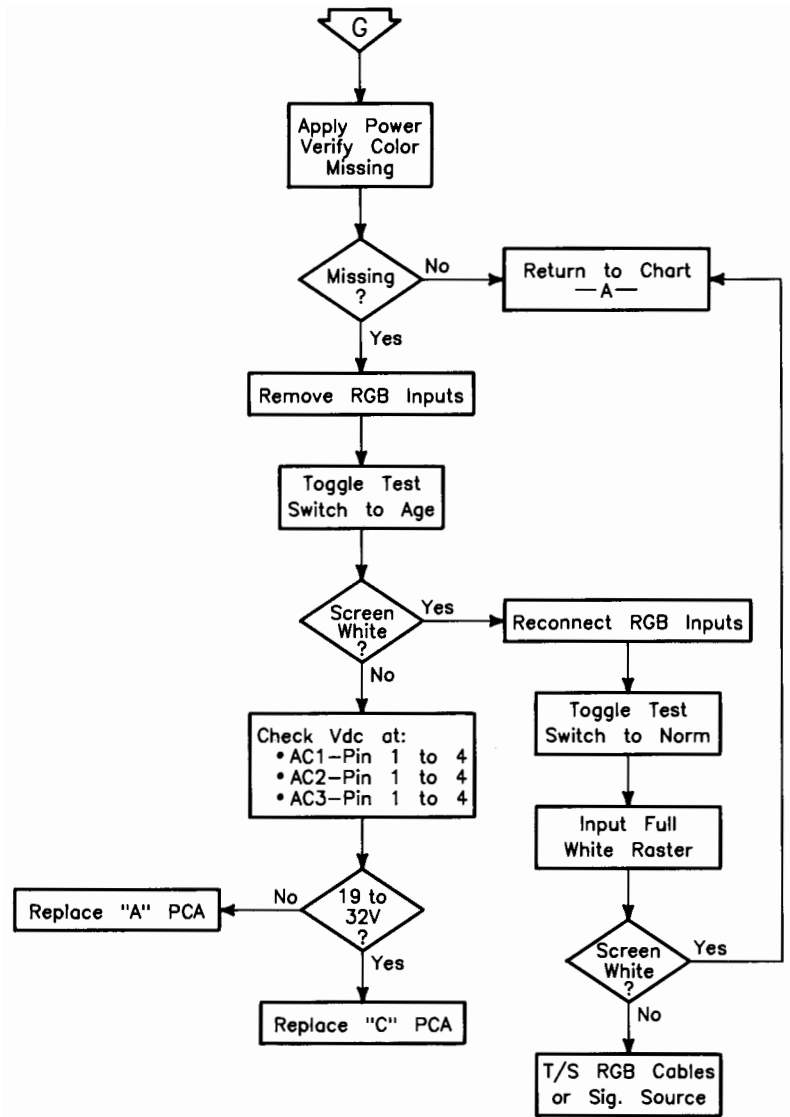 G
Apply Power
Verify Color
Missing
Missing
?
No
Return to Chart
—A—
Yes
Remove RGB Inputs
Toggle Test
Switch to Age
Screen
White
?
Yes
Reconnect RGB Inputs
No
Toggle Test
Switch to Norm
Check Vdc at:
• AC1-Pin 1 to 4
• AC2-Pin 1 to 4
• AC3-Pin 1 to 4
Input Full
White Raster
19 to
32V
?
No
Replace "A" PCA
Yes
Replace "C" PCA
Screen
White
?
Yes
No
T/S RGB Cables
or Sig. Source